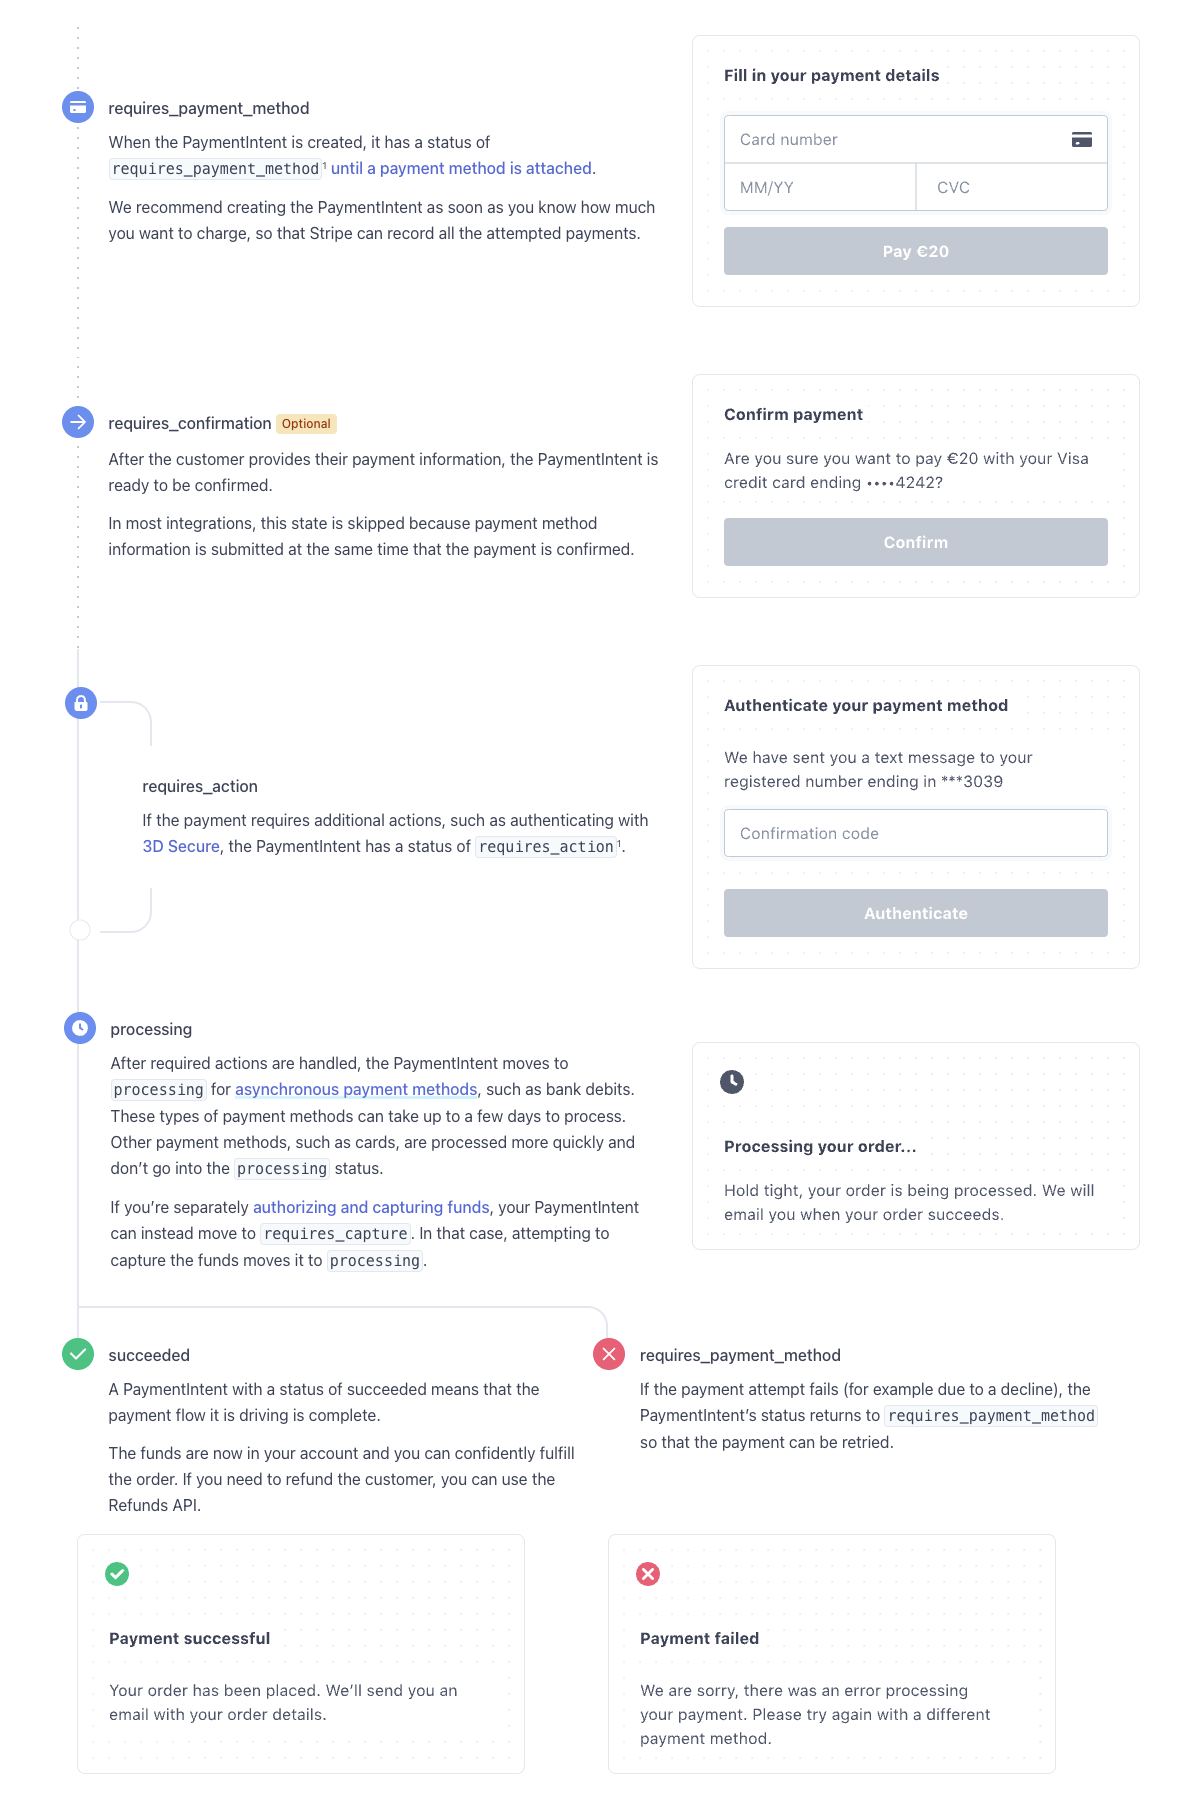 requires_payment_method
When the PaymentIntent is created, it has a status of
requires_payment_method¹ until a payment method is attached.
We recommend creating the PaymentIntent as soon as you know how much
you want to charge, so that Stripe can record all the attempted payments.
Fill in your payment details
Card number
MM/YY
CVC
Pay €20
requires_confirmation Optional
After the customer provides their payment information, the PaymentIntent is
ready to be confirmed.
In most integrations, this state is skipped because payment method
information is submitted at the same time that the payment is confirmed.
Confirm payment
Are you sure you want to pay €20 with your Visa
credit card ending ••••4242?
Confirm
requires_action
If the payment requires additional actions, such as authenticating with
3D Secure, the PaymentIntent has a status of requires_action¹.
Authenticate your payment method
We have sent you a text message to your
registered number ending in ***3039
Confirmation code
Authenticate
processing
After required actions are handled, the PaymentIntent moves to
processing for asynchronous payment methods, such as bank debits.
These types of payment methods can take up to a few days to process.
Other payment methods, such as cards, are processed more quickly and
don’t go into the processing status.
If you’re separately authorizing and capturing funds, your PaymentIntent
can instead move to requires_capture. In that case, attempting to
capture the funds moves it to processing.
Processing your order...
Hold tight, your order is being processed. We will
email you when your order succeeds.
succeeded
A PaymentIntent with a status of succeeded means that the
payment flow it is driving is complete.
The funds are now in your account and you can confidently fulfill
the order. If you need to refund the customer, you can use the
Refunds API.
requires_payment_method
If the payment attempt fails (for example due to a decline), the
PaymentIntent’s status returns to requires_payment_method
so that the payment can be retried.
Payment successful
Your order has been placed. We’ll send you an
email with your order details.
Payment failed
We are sorry, there was an error processing
your payment. Please try again with a different
payment method.